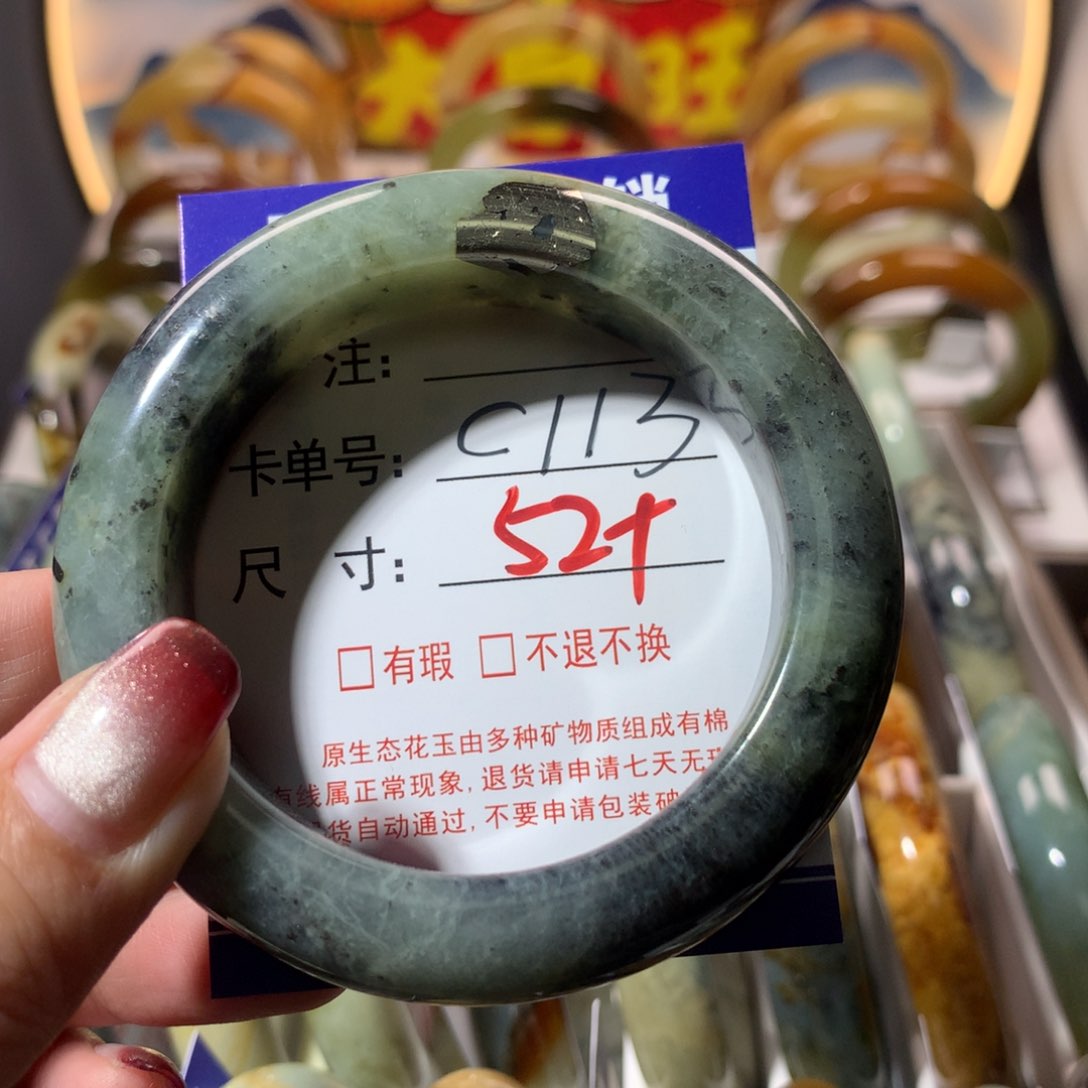 大 旺
销
注:
卡单号: C113
尺 寸: 52+
□有瑕 □不退不换
原生态花玉由多种矿物质组成有棉
有线属正常现象,退货请申请七天无理
货自动通过,不要申请包装破